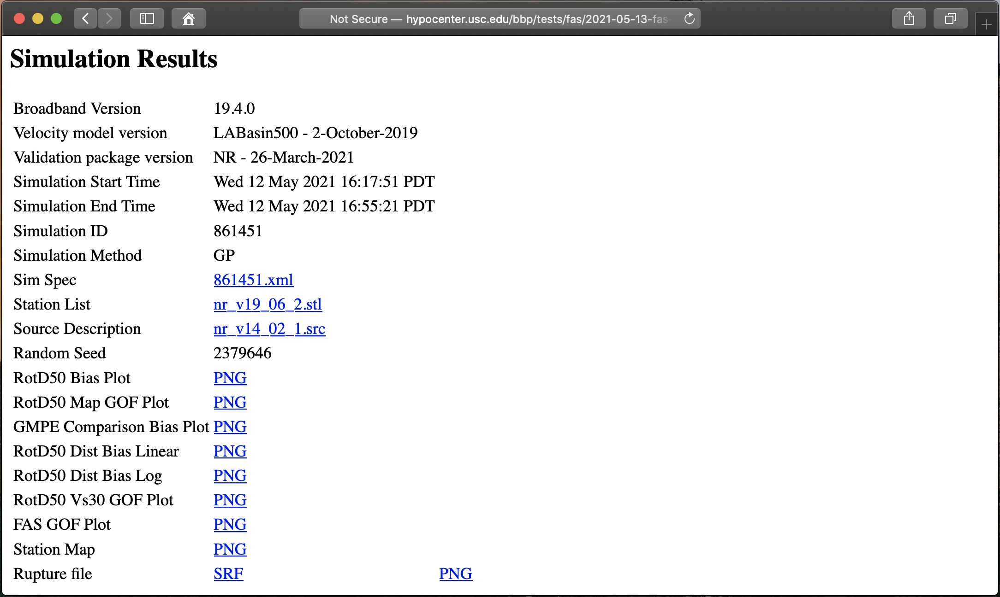 Not Secure — hypocenter.usc.edu/bbp/tests/fas/2021-05-13-fas-
Simulation Results
Broadband Version 19.4.0
Velocity model version LABasin500 - 2-October-2019
Validation package version NR - 26-March-2021
Simulation Start Time Wed 12 May 2021 16:17:51 PDT
Simulation End Time Wed 12 May 2021 16:55:21 PDT
Simulation ID 861451
Simulation Method GP
Sim Spec 861451.xml
Station List nr_v19_06_2.stl
Source Description nr_v14_02_1.src
Random Seed 2379646
RotD50 Bias Plot PNG
RotD50 Map GOF Plot PNG
GMPE Comparison Bias Plot PNG
RotD50 Dist Bias Linear PNG
RotD50 Dist Bias Log PNG
RotD50 Vs30 GOF Plot PNG
FAS GOF Plot PNG
Station Map PNG
Rupture file SRF PNG